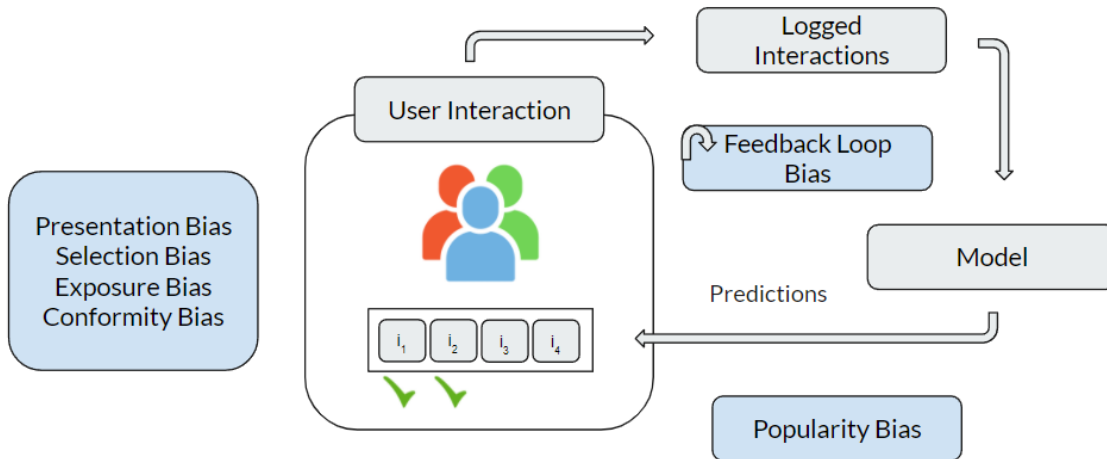 Logged
Interactions
User Interaction
Feedback Loop
Bias
Presentation Bias
Selection Bias
Exposure Bias
Conformity Bias
Model
Predictions
i₁ i₂ i₃ i₄
Popularity Bias